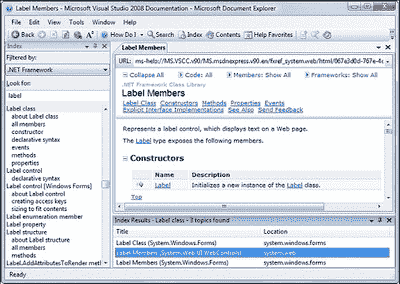 Label Members - Microsoft Visual Studio 2008 Documentation - Microsoft Document Explorer
File Edit View Tools Window Help
Back How Do I Search Index Contents Help Favorites
Index
Filtered by:
.NET Framework
Look for:
label
Label class
about Label class
all members
constructor
declarative syntax
events
methods
properties
Label control [Windows Forms]
about Label control
creating access keys
sizing to fit contents
Label enumeration member
Label property
Label structure
about Label structure
all members
methods
Label.AddAttributesToRender meth
Label Members
URL: ms-help://MS.VSCC.v90/MS.msdnexpress.v90.en/fxref_system.web/html/
Collapse All Code: All Members: Show All Frameworks: Show All
.NET Framework Class Library
Label Members
Label Class Constructors Methods Properties Events
Explicit Interface Implementations See Also Send Feedback
Represents a label control, which displays text on a Web page.
The Label type exposes the following members.
Constructors
Name Description
Label Initializes a new instance of the Label class.
Top
Index Results - Label class - 3 topics found
Title Location
Label Class (System.Windows.Forms) system.windows.forms
Label Members (System.Web.UI.WebControls) system.web
Label Members (System.Windows.Forms) system.windows.forms
Ready